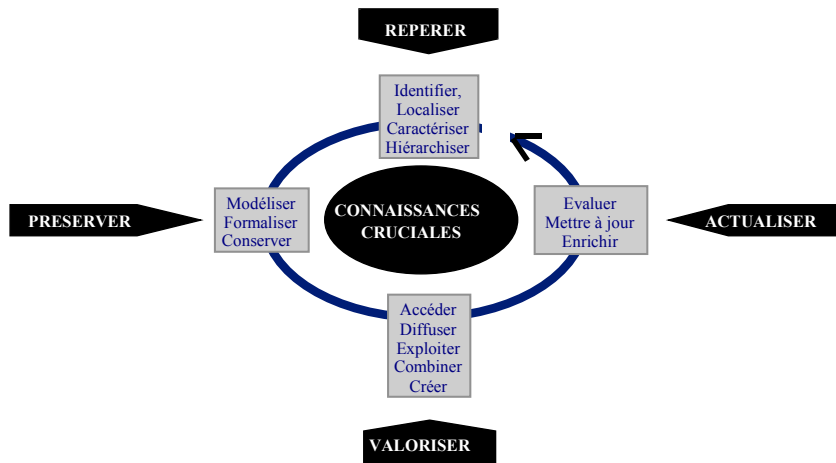 REPERER
Identifier,
Localiser
Caractériser
Hiérarchiser
PRESERVER
Modéliser
Formaliser
Conserver
CONNAISSANCES
CRUCIALES
Evaluer
Mettre à jour
Enrichir
ACTUALISER
Accéder
Diffuser
Exploiter
Combiner
Créer
VALORISER